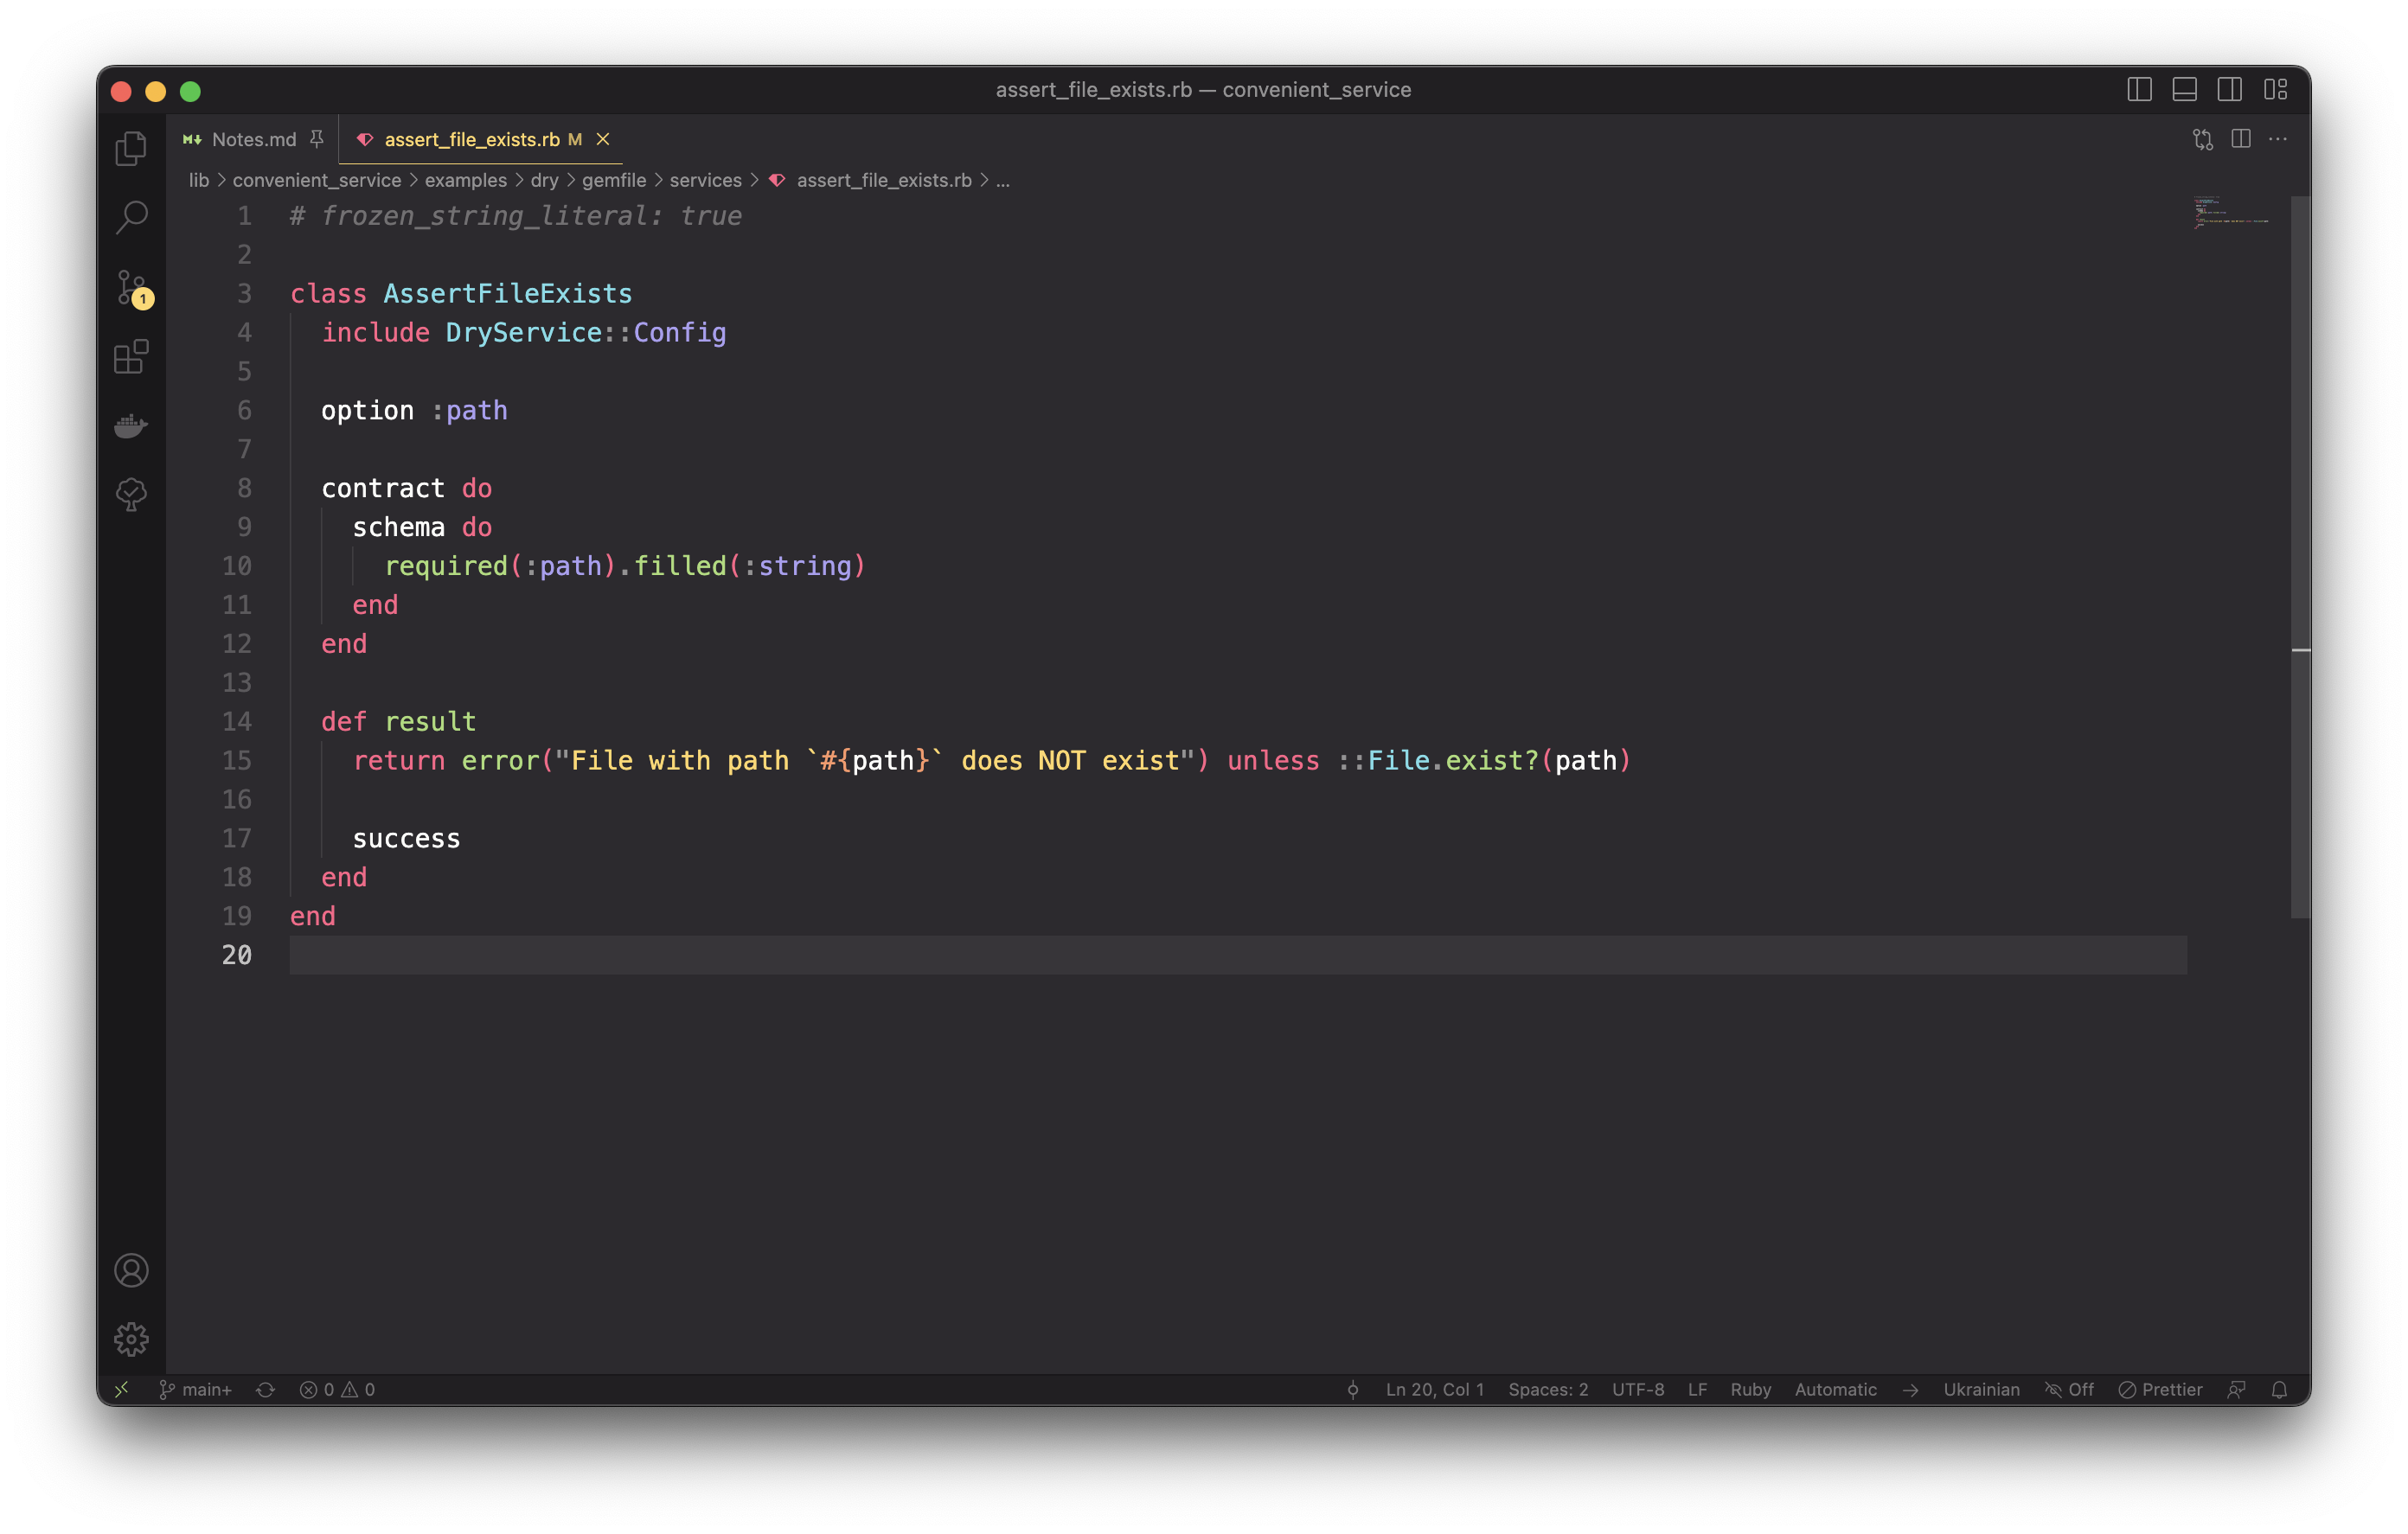 assert_file_exists.rb — convenient_service
Notes.md
assert_file_exists.rb M
lib > convenient_service > examples > dry > gemfile > services > assert_file_exists.rb > ...
1 # frozen_string_literal: true
2
3 class AssertFileExists
4   include DryService::Config
5
6   option :path
7
8   contract do
9     schema do
10       required(:path).filled(:string)
11     end
12   end
13
14   def result
15     return error("File with path `#{path}` does NOT exist") unless ::File.exist?(path)
16
17     success
18   end
19 end
20
1
main+ 0 0 Ln 20, Col 1 Spaces: 2 UTF-8 LF Ruby Automatic Ukrainian Off Prettier